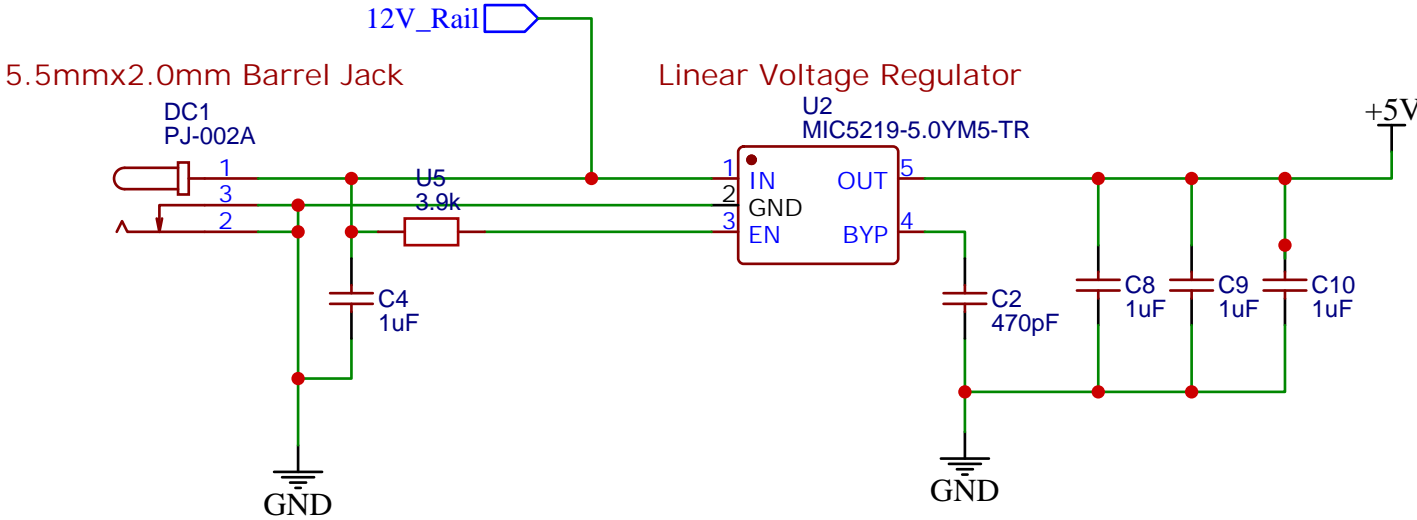 12V_Rail
5.5mmx2.0mm Barrel Jack
Linear Voltage Regulator
DC1
PJ-002A
U2
MIC5219-5.0YM5-TR
+5V
1
3
2
U5
3.9k
1
2
3
IN
GND
EN
OUT
BYP
5
4
C4
1uF
C2
470pF
C8
1uF
C9
1uF
C10
1uF
GND
GND